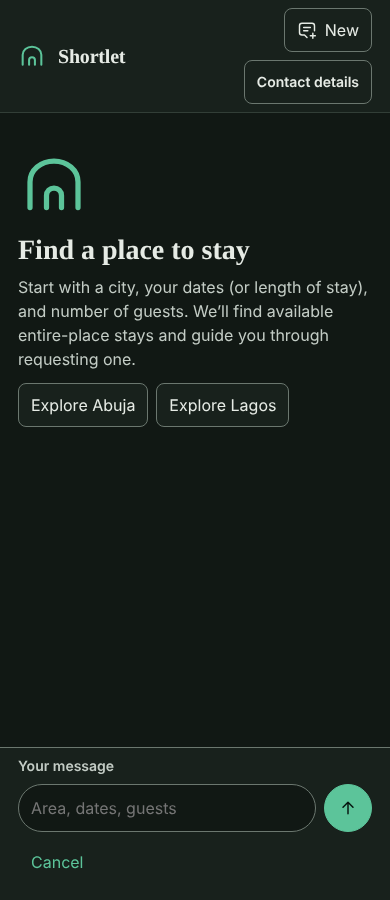 Shortlet
New
Contact details
Find a place to stay
Start with a city, your dates (or length of stay),
and number of guests. We’ll find available
entire-place stays and guide you through
requesting one.
Explore Abuja
Explore Lagos
Your message
Area, dates, guests
Cancel